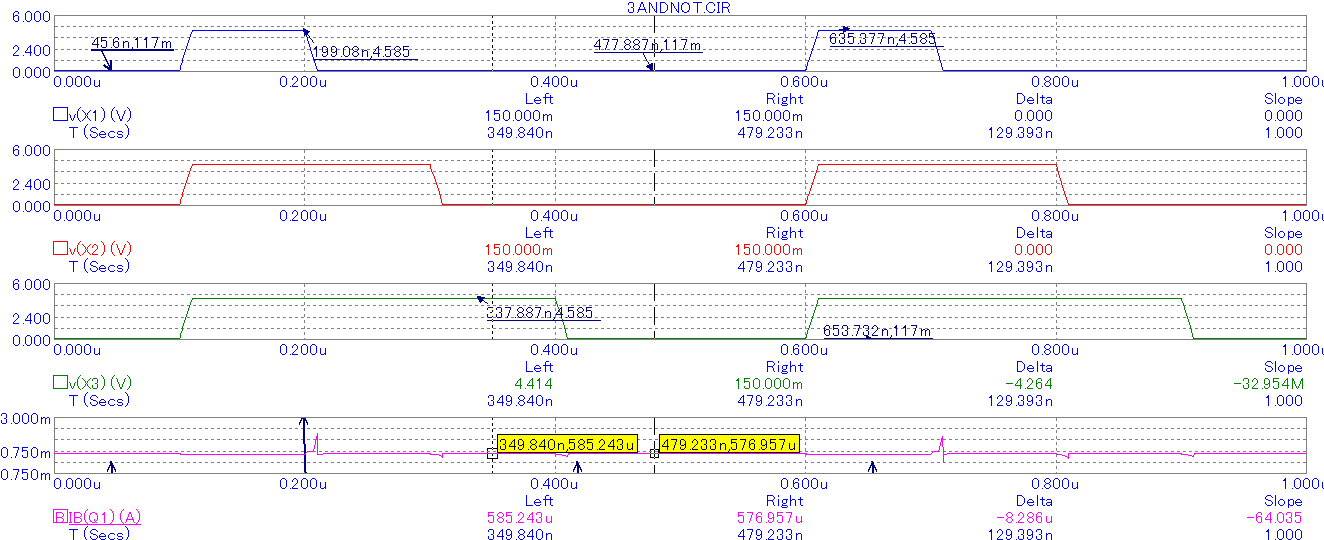 3ANDNOT.CIR
6.000
45.6n,117m
199.08n,4.585
477.887n,117m
635.377n,4.585
2.400
0.000
0.000u 0.200u 0.400u 0.600u 0.800u 1.000u
Left Right Delta Slope
v(X1) (V) 150.000m 150.000m 0.000 0.000
T (Secs) 349.840n 479.233n 129.393n 1.000
6.000
2.400
0.000
0.000u 0.200u 0.400u 0.600u 0.800u 1.000u
Left Right Delta Slope
v(X2) (V) 150.000m 150.000m 0.000 0.000
T (Secs) 349.840n 479.233n 129.393n 1.000
6.000
337.887n,4.585
2.400
653.732n,117m
0.000
0.000u 0.200u 0.400u 0.600u 0.800u 1.000u
Left Right Delta Slope
v(X3) (V) 4.414 150.000m -4.264 -32.954M
T (Secs) 349.840n 479.233n 129.393n 1.000
3.000m
349.840n,585.243u 479.233n,576.957u
0.750m
0.750m
0.000u 0.200u 0.400u 0.600u 0.800u 1.000u
Left Right Delta Slope
B IB(Q1) (A) 585.243u 576.957u -8.286u -64.035
T (Secs) 349.840n 479.233n 129.393n 1.000